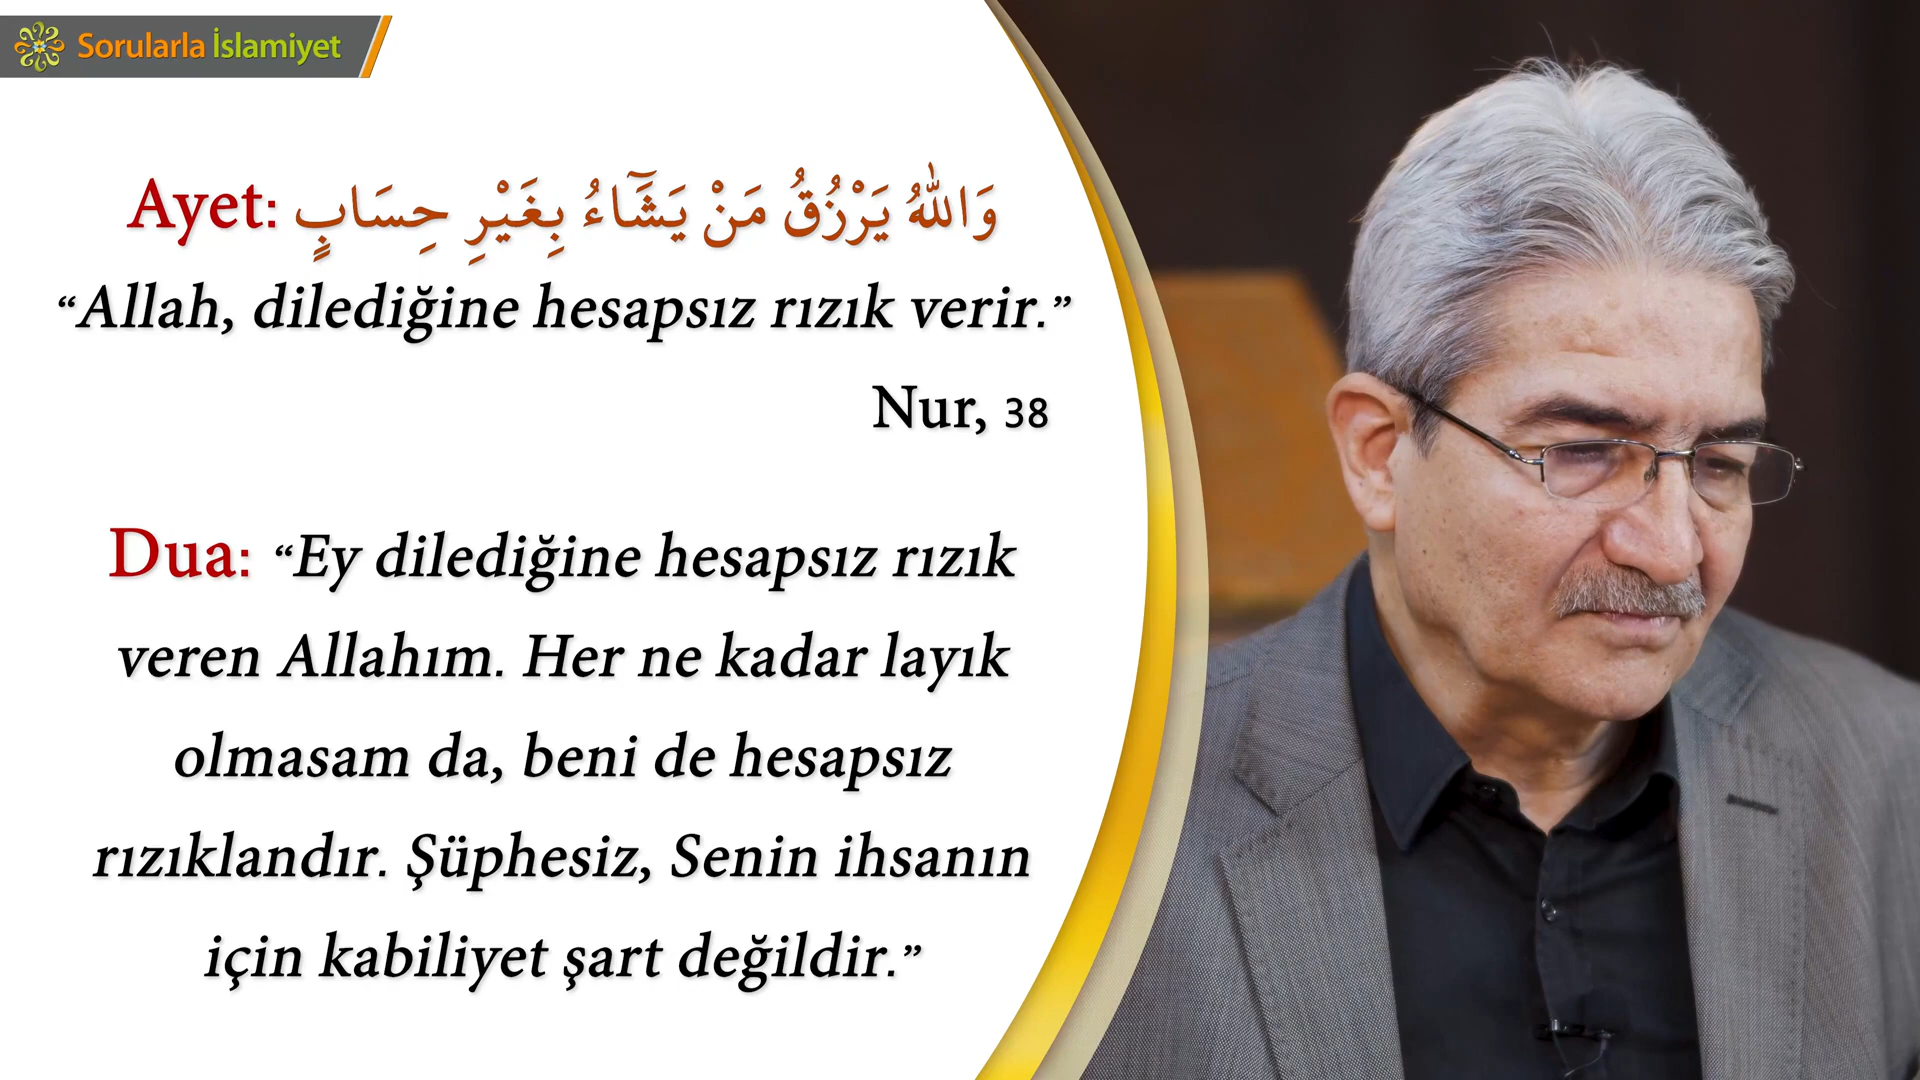 Sorularla İslamiyet
Ayet: وَاللّٰهُ يَرْزُقُ مَنْ يَشَٓاءُ بِغَيْرِ حِسَابٍ
“Allah, dilediğine hesapsız rızık verir.”
Nur, 38
Dua: “Ey dilediğine hesapsız rızık
veren Allahım. Her ne kadar layık
olmasam da, beni de hesapsız
rızıklandır. Şüphesiz, Senin ihsanın
için kabiliyet şart değildir.”